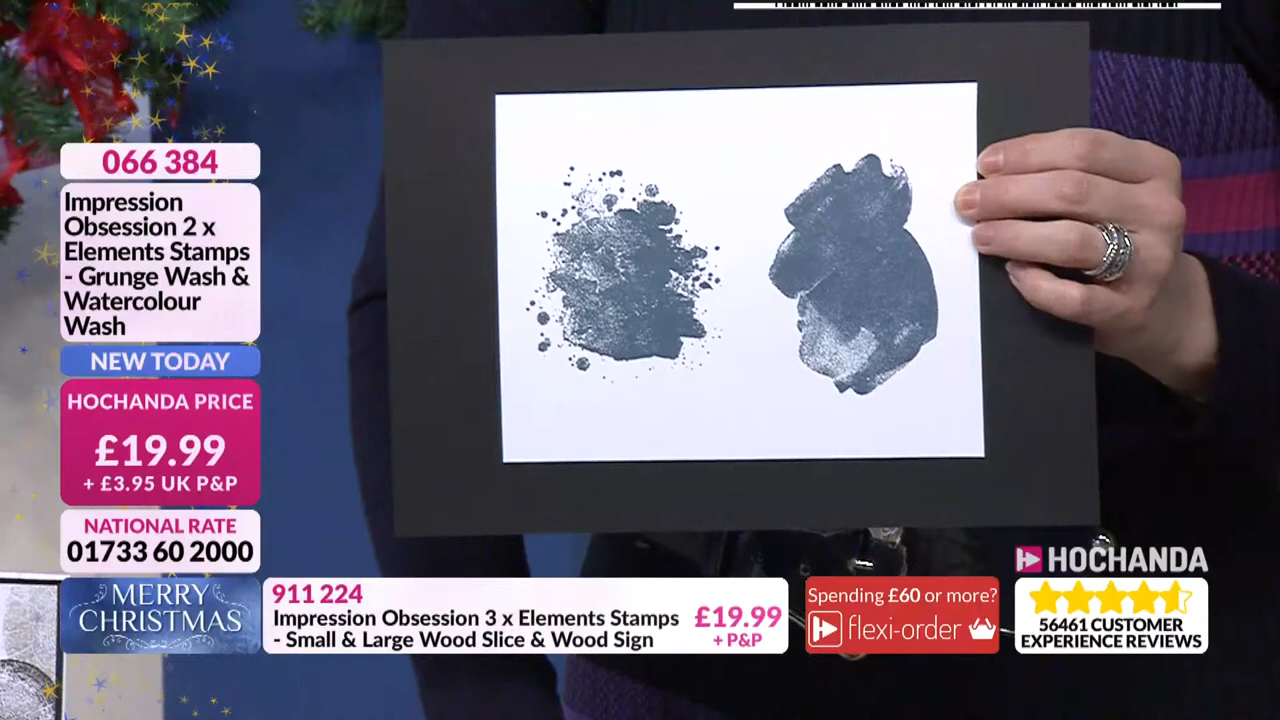 066 384
Impression
Obsession 2 x
Elements Stamps
- Grunge Wash &
Watercolour
Wash
NEW TODAY
HOCHANDA PRICE
£19.99
+ £3.95 UK P&P
NATIONAL RATE
01733 60 2000
MERRY
CHRISTMAS
911 224
Impression Obsession 3 x Elements Stamps
- Small & Large Wood Slice & Wood Sign
£19.99
+ P&P
Spending £60 or more?
flexi-order
HOCHANDA
56461 CUSTOMER
EXPERIENCE REVIEWS